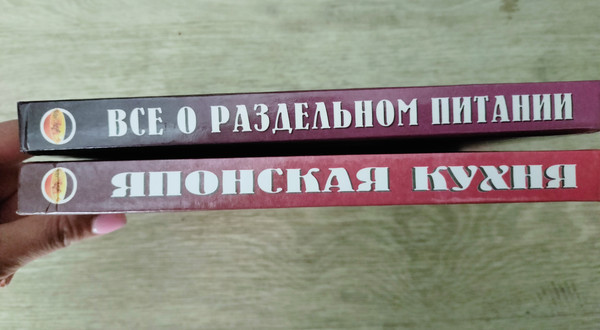 ВСЕ О РАЗДЕЛЬНОМ ПИТАНИИ
ЯПОНСКАЯ КУХНЯ